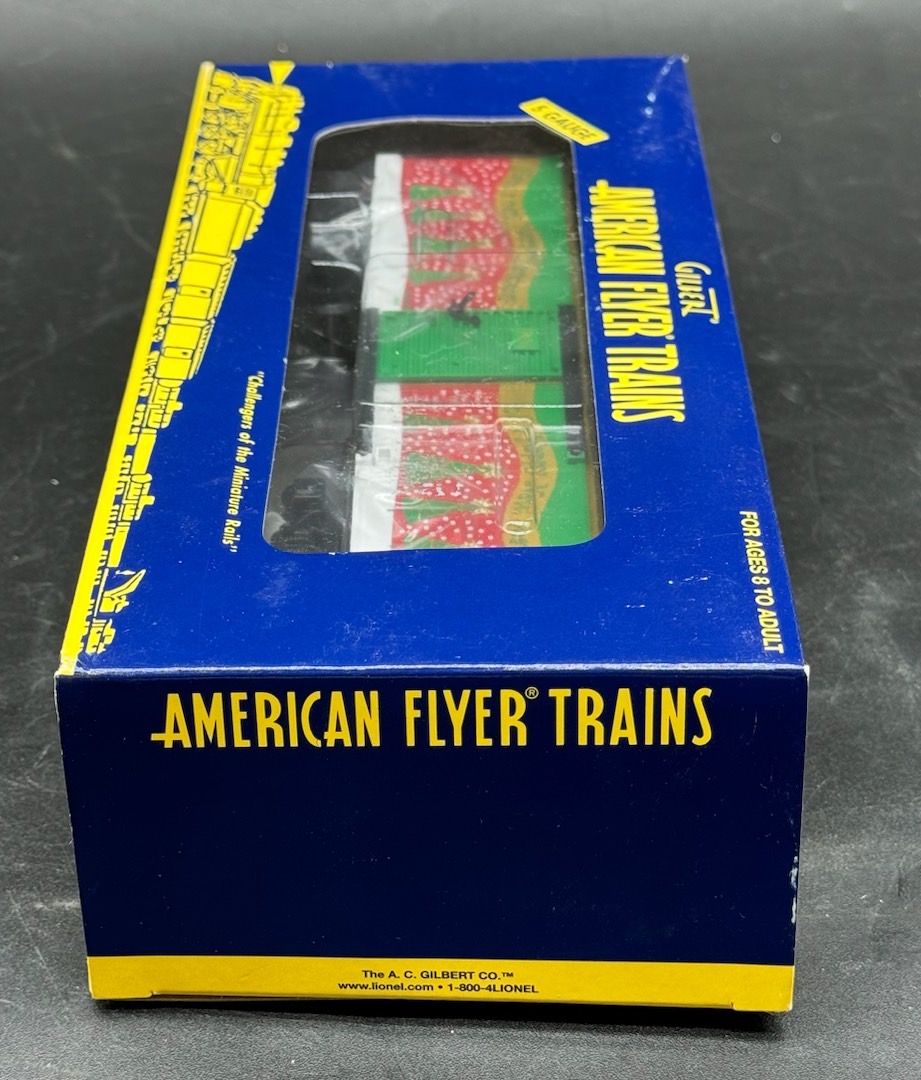 S GAUGE
GILBERT
AMERICAN FLYER TRAINS
"Challengers of the Miniature Rails"
FOR AGES 8 TO ADULT
AMERICAN FLYER® TRAINS
The A. C. GILBERT CO.™
www.lionel.com • 1-800-4LIONEL